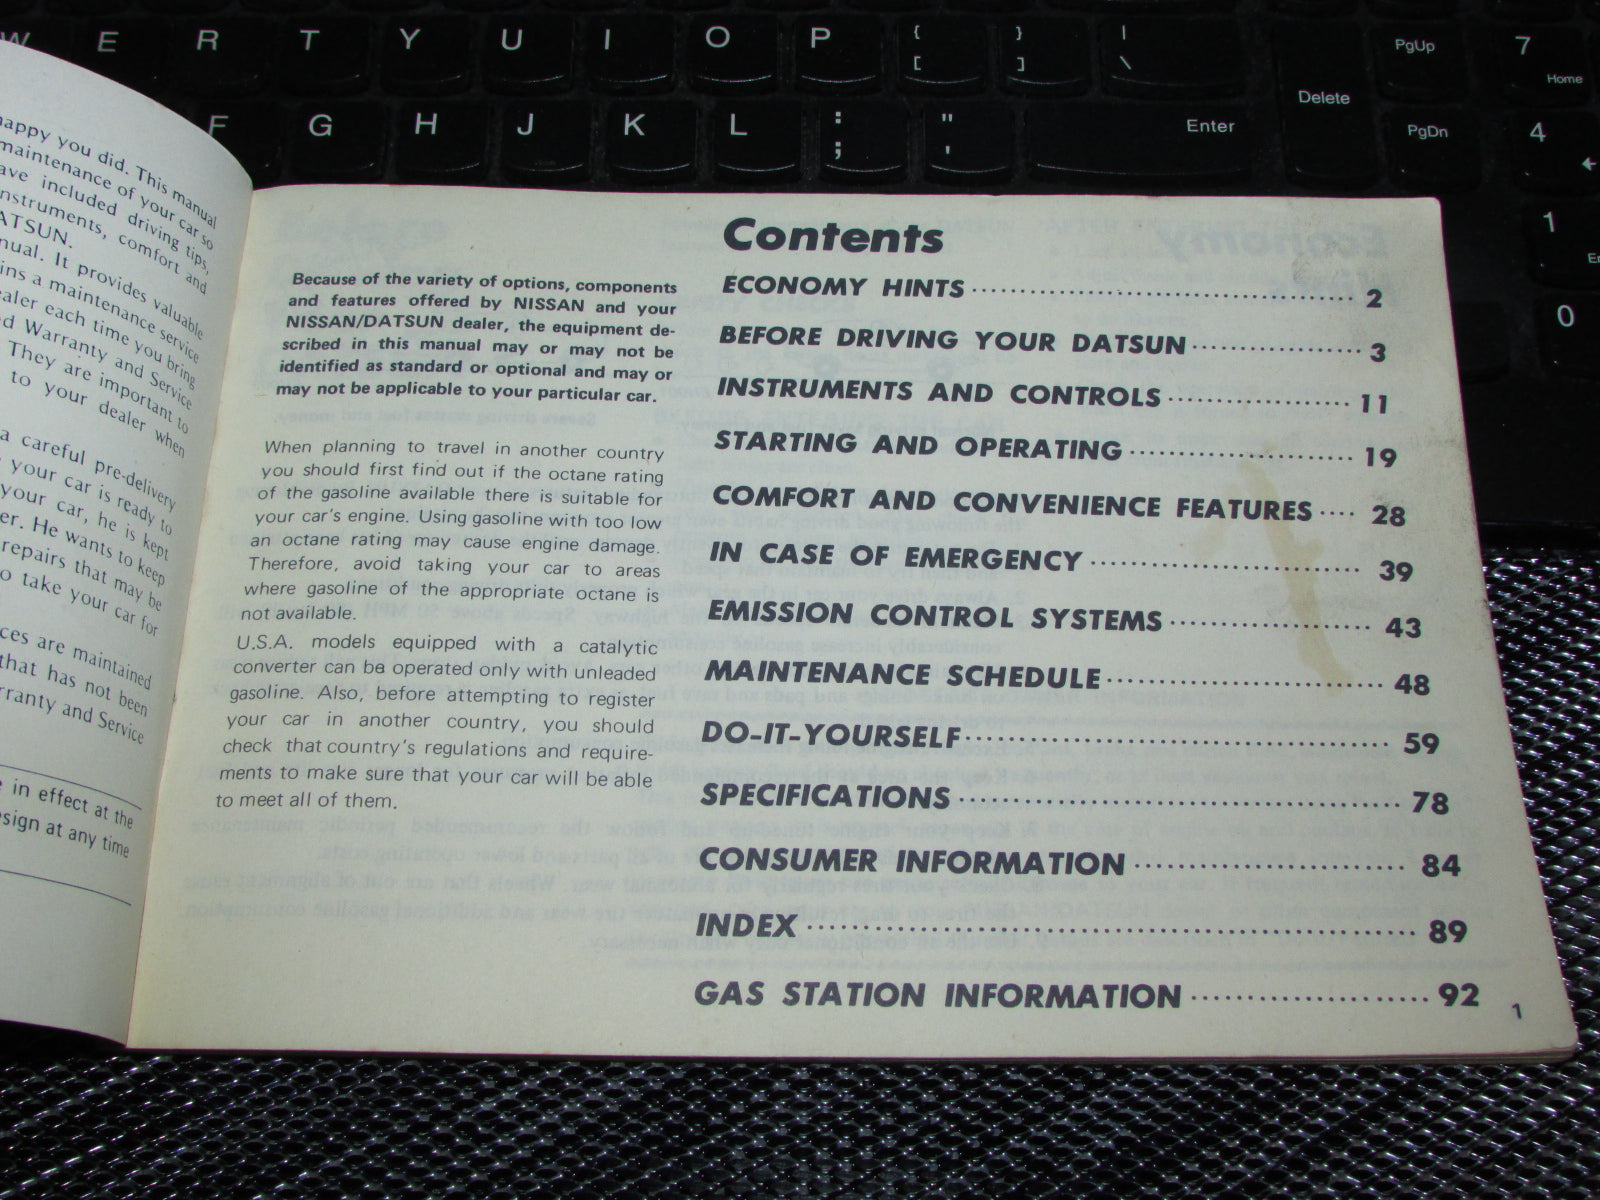 W E R T Y U I O P { [ } ] | \
Delete
PgUp
7
Home
F G H J K L : ; " '
Enter
PgDn
4
1
0
happy you did. This manual
maintenance of your car so
included driving tips,
instruments, comfort and
DATSUN.
It provides valuable
a maintenance service
dealer each time you bring
Warranty and Service
They are important to
to your dealer when
a careful pre-delivery
your car is ready to
your car, he is kept
He wants to keep
repairs that may be
to take your car for
are maintained
that has not been
and Service
in effect at the
at any time
Because of the variety of options, components
and features offered by NISSAN and your
NISSAN/DATSUN dealer, the equipment de-
scribed in this manual may or may not be
identified as standard or optional and may or
may not be applicable to your particular car.
When planning to travel in another country
you should first find out if the octane rating
of the gasoline available there is suitable for
your car's engine. Using gasoline with too low
an octane rating may cause engine damage.
Therefore, avoid taking your car to areas
where gasoline of the appropriate octane is
not available.
U.S.A. models equipped with a catalytic
converter can be operated only with unleaded
gasoline. Also, before attempting to register
your car in another country, you should
check that country's regulations and require-
ments to make sure that your car will be able
to meet all of them.
Contents
ECONOMY HINTS 2
BEFORE DRIVING YOUR DATSUN 3
INSTRUMENTS AND CONTROLS 11
STARTING AND OPERATING 19
COMFORT AND CONVENIENCE FEATURES 28
IN CASE OF EMERGENCY 39
EMISSION CONTROL SYSTEMS 43
MAINTENANCE SCHEDULE 48
DO-IT-YOURSELF 59
SPECIFICATIONS 78
CONSUMER INFORMATION 84
INDEX 89
GAS STATION INFORMATION 92
1